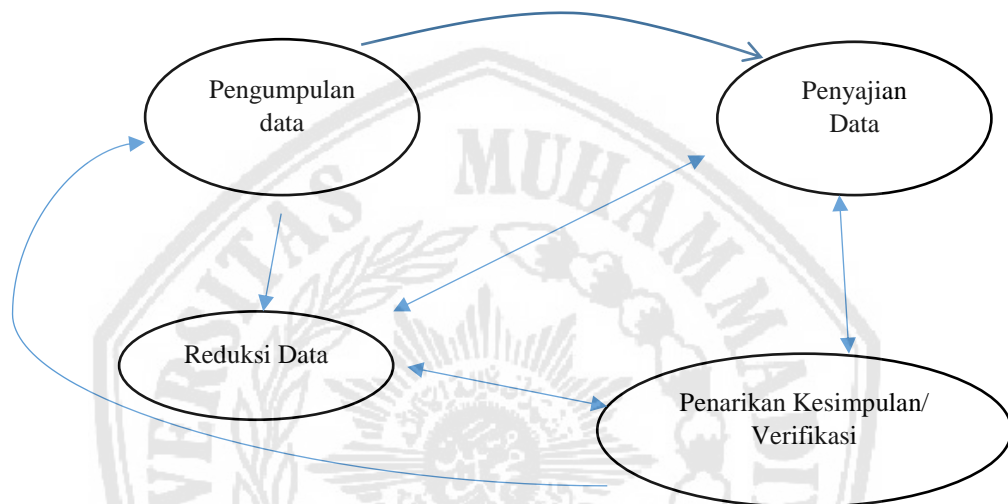 Pengumpulan
data
Penyajian
Data
Reduksi Data
Penarikan Kesimpulan/
Verifikasi